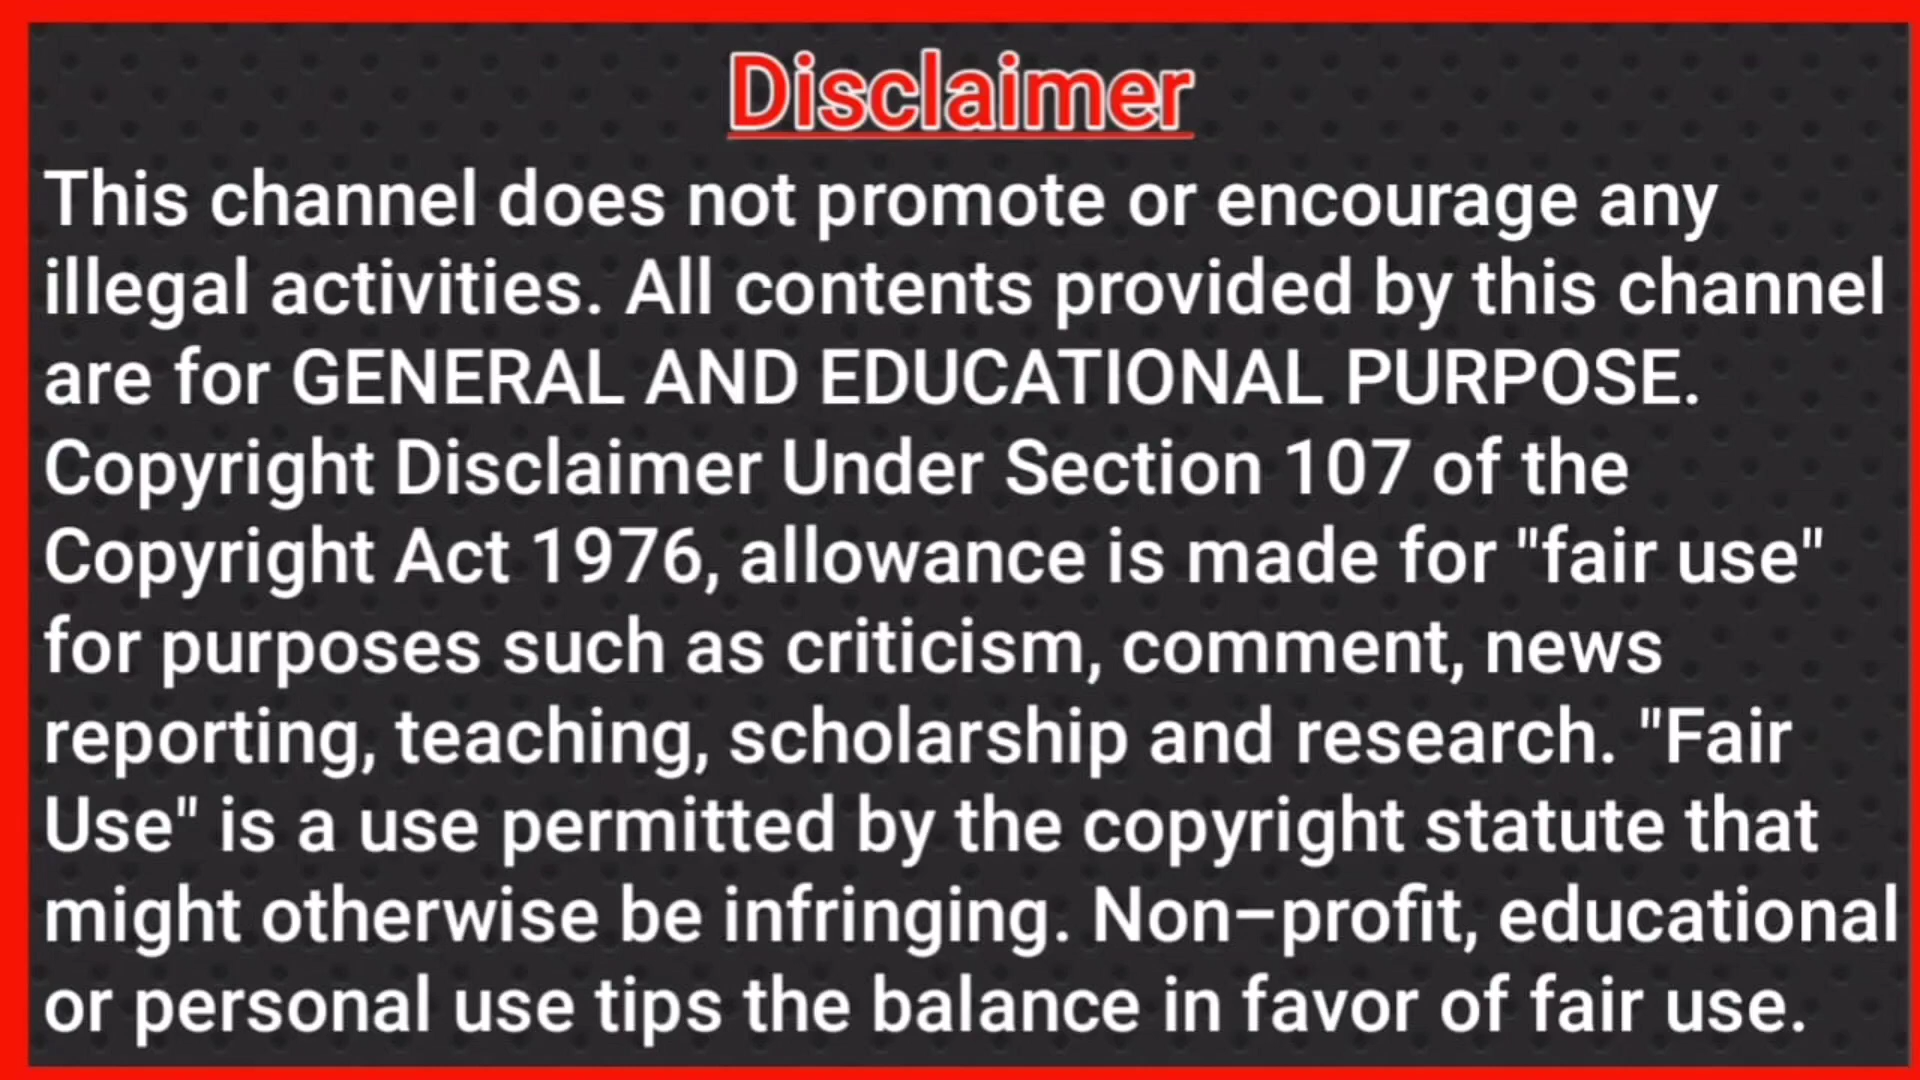 Disclaimer
This channel does not promote or encourage any
illegal activities. All contents provided by this channel
are for GENERAL AND EDUCATIONAL PURPOSE.
Copyright Disclaimer Under Section 107 of the
Copyright Act 1976, allowance is made for "fair use"
for purposes such as criticism, comment, news
reporting, teaching, scholarship and research. "Fair
Use" is a use permitted by the copyright statute that
might otherwise be infringing. Non–profit, educational
or personal use tips the balance in favor of fair use.